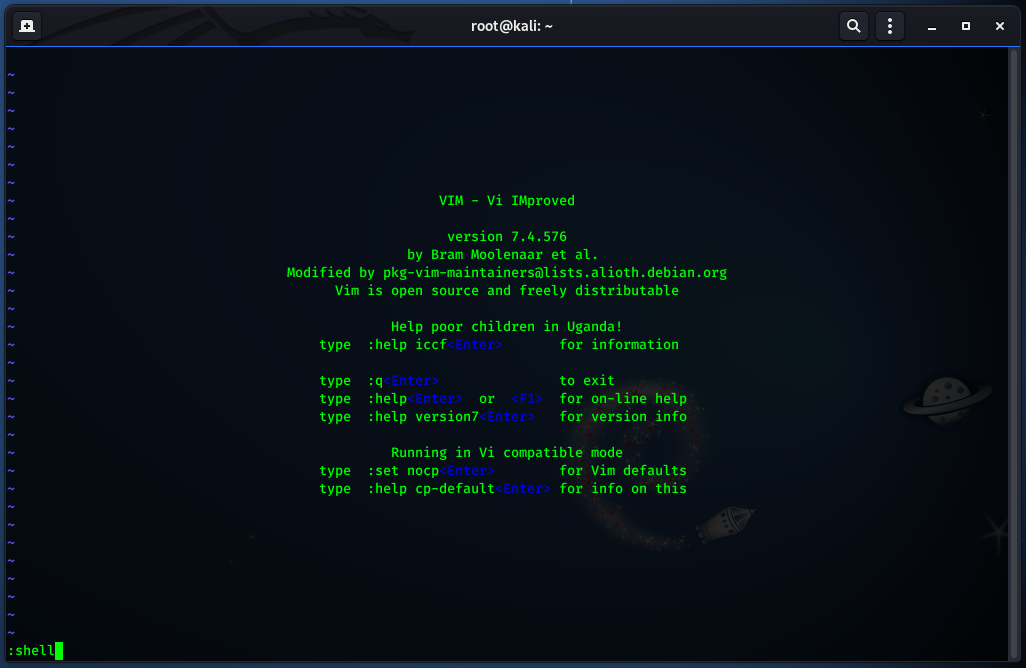 root@kali: ~
~
~
~
~
~
~
~
~ VIM - Vi IMproved
~
~ version 7.4.576
~ by Bram Moolenaar et al.
~ Modified by pkg-vim-maintainers@lists.alioth.debian.org
~ Vim is open source and freely distributable
~
~ Help poor children in Uganda!
~ type :help iccf<Enter> for information
~
~ type :q<Enter> to exit
~ type :help<Enter> or <F1> for on-line help
~ type :help version7<Enter> for version info
~
~ Running in Vi compatible mode
~ type :set nocp<Enter> for Vim defaults
~ type :help cp-default<Enter> for info on this
~
~
~
~
~
~
~
~
:shell